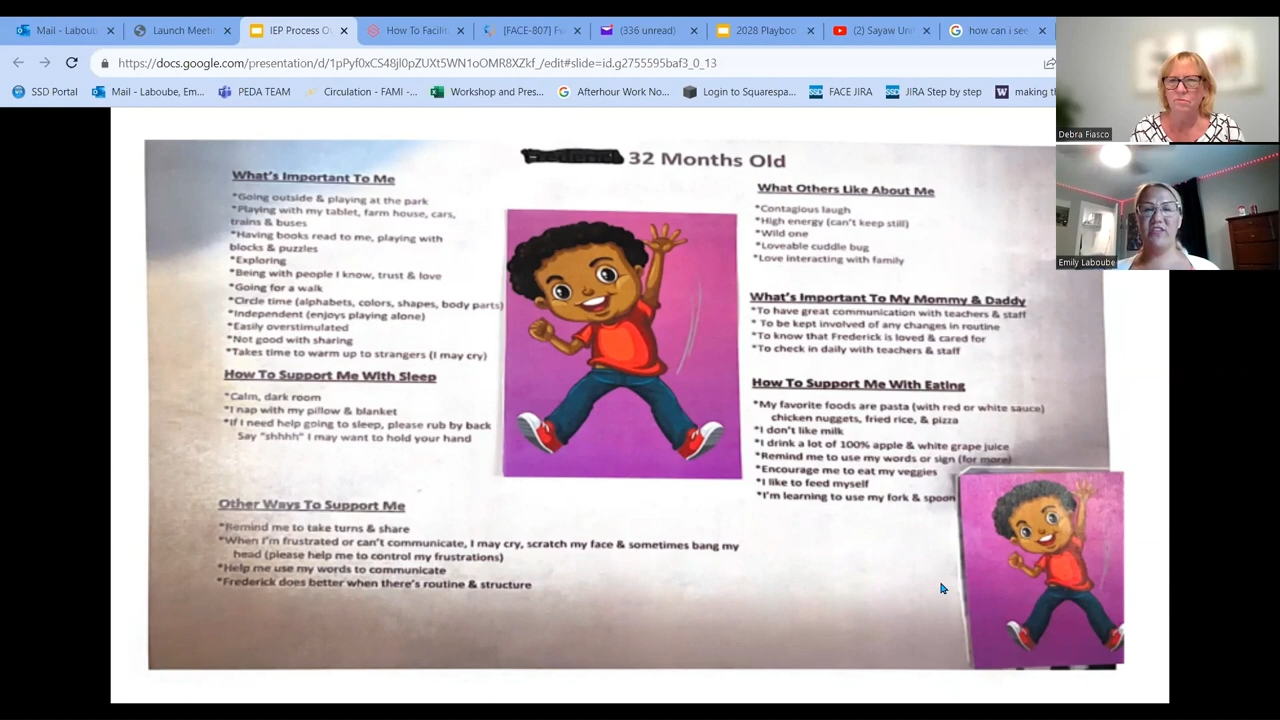 Mail - Laboub
Launch Meeti
IEP Process O
How To Facilit
[FACE-807] Fw
(336 unread)
2028 Playboo
(2) Sayaw Un
how can i see
https://docs.google.com/presentation/d/1pPyf0xCS48jl0pZUXt5WN1oOMR8XZkf_/edit#slide=id.g2755595baf3_0_13
SSD Portal
Mail - Laboube, Em...
PEDA TEAM
Circulation - FAMI -...
Workshop and Pres...
Afterhour Work No...
Login to Squarespa...
FACE JIRA
JIRA Step by step
making th
Debra Fiasco
Emily Laboube
32 Months Old
What's Important To Me
*Going outside & playing at the park
*Playing with my tablet, farm house, cars,
trains & buses
*Having books read to me, playing with
blocks & puzzles
*Exploring
*Being with people I know, trust & love
*Going for a walk
*Circle time (alphabets, colors, shapes, body parts)
*Independent (enjoys playing alone)
*Easily overstimulated
*Not good with sharing
*Takes time to warm up to strangers (I may cry)
How To Support Me With Sleep
*Calm, dark room
*I nap with my pillow & blanket
*If I need help going to sleep, please rub by back
Say "shhhh" I may want to hold your hand
Other Ways To Support Me
*Remind me to take turns & share
*When I'm frustrated or can't communicate, I may cry, scratch my face & sometimes bang my
head (please help me to control my frustrations)
*Help me use my words to communicate
*Frederick does better when there's routine & structure
What Others Like About Me
*Contagious laugh
*High energy (can't keep still)
*Wild one
*Loveable cuddle bug
*Love interacting with family
What's Important To My Mommy & Daddy
*To have great communication with teachers & staff
* To be kept involved of any changes in routine
*To know that Frederick is loved & cared for
*To check in daily with teachers & staff
How To Support Me With Eating
*My favorite foods are pasta (with red or white sauce)
chicken nuggets, fried rice, & pizza
*I don't like milk
*I drink a lot of 100% apple & white grape juice
*Remind me to use my words or sign (for more)
*Encourage me to eat my veggies
*I like to feed myself
*I'm learning to use my fork & spoon